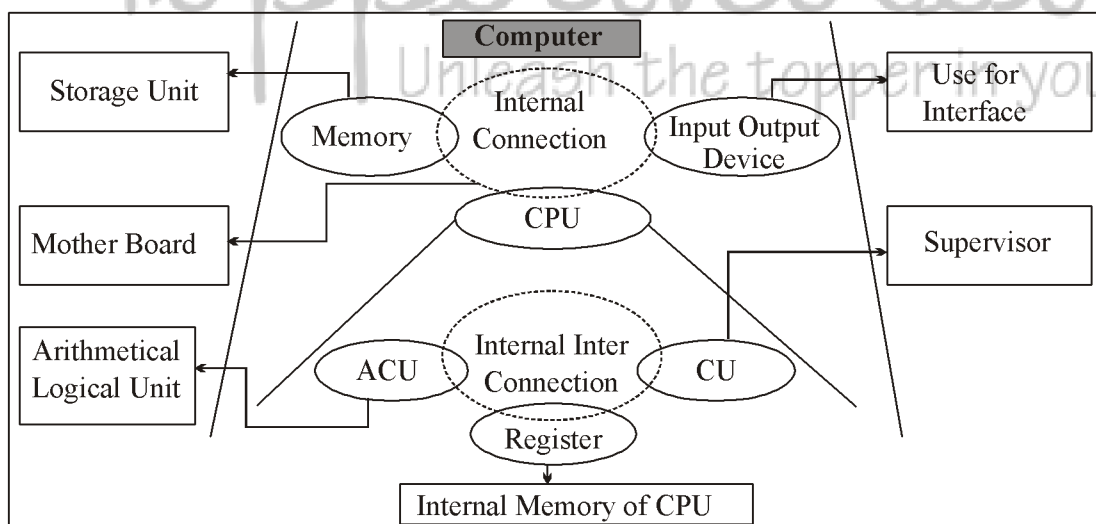 Unleash the topper in you
Computer
Storage Unit
Internal
Connection
Memory
Input Output
Device
Use for
Interface
CPU
Mother Board
Supervisor
Arithmetical
Logical Unit
ACU
Internal Inter
Connection
CU
Register
Internal Memory of CPU